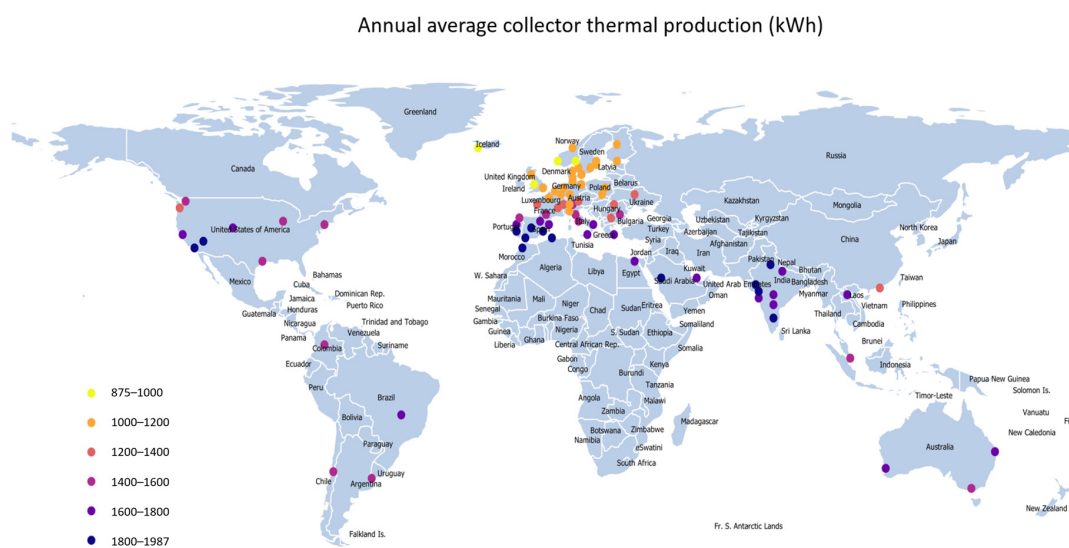 Annual average collector thermal production (kWh)
Greenland
Iceland
Norway
Sweden
Russia
Canada
Denmark
Latvia
United Kingdom
Ireland
Germany
Poland
Belarus
Luxembourg
Austria
Ukraine
Kazakhstan
Mongolia
France
Hungary
United States of America
Portugal
Spain
Italy
Bulgaria
Georgia
Uzbekistan
Kyrgyzstan
North Korea
Greece
Turkey
Azerbaijan
Tajikistan
China
Japan
Tunisia
Syria
Afghanistan
Morocco
Jordan
Iraq
Iran
Pakistan
Nepal
Algeria
Libya
Egypt
Kuwait
Bhutan
Taiwan
Mexico
Bahamas
W. Sahara
Saudi Arabia
United Arab Emirates
India
Bangladesh
Cuba
Oman
Myanmar
Laos
Jamaica
Dominican Rep.
Mauritania
Mali
Niger
Chad
Sudan
Eritrea
Yemen
Vietnam
Philippines
Guatemala
Honduras
Puerto Rico
Senegal
Thailand
Nicaragua
Trinidad and Tobago
Gambia
Burkina Faso
Somaliland
Cambodia
Panama
Venezuela
Guinea
Nigeria
S. Sudan
Ethiopia
Sri Lanka
Colombia
Suriname
Liberia
Ghana
Central African Rep.
Somalia
Brunei
Ecuador
Gabon
Kenya
Indonesia
Congo
Burundi
Peru
Tanzania
Papua New Guinea
Brazil
Angola
Malawi
Timor-Leste
Solomon Is.
Bolivia
Zambia
Madagascar
Vanuatu
Fi
Botswana
Zimbabwe
New Caledonia
Paraguay
Namibia
eSwatini
Australia
Uruguay
South Africa
Chile
Argentina
New Zealand
Falkland Is.
Fr. S. Antarctic Lands
875–1000
1000–1200
1200–1400
1400–1600
1600–1800
1800–1987